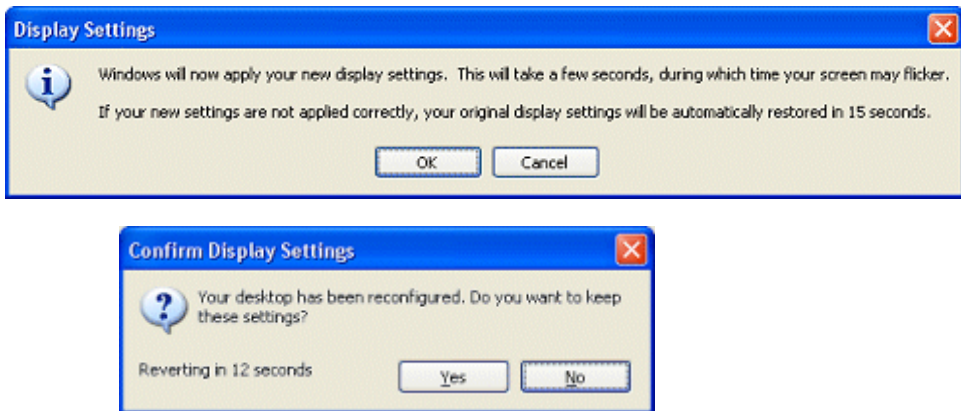 Display Settings
Windows will now apply your new display settings. This will take a few seconds, during which time your screen may flicker.
If your new settings are not applied correctly, your original display settings will be automatically restored in 15 seconds.
OK Cancel
Confirm Display Settings
Your desktop has been reconfigured. Do you want to keep
these settings?
Reverting in 12 seconds Yes No